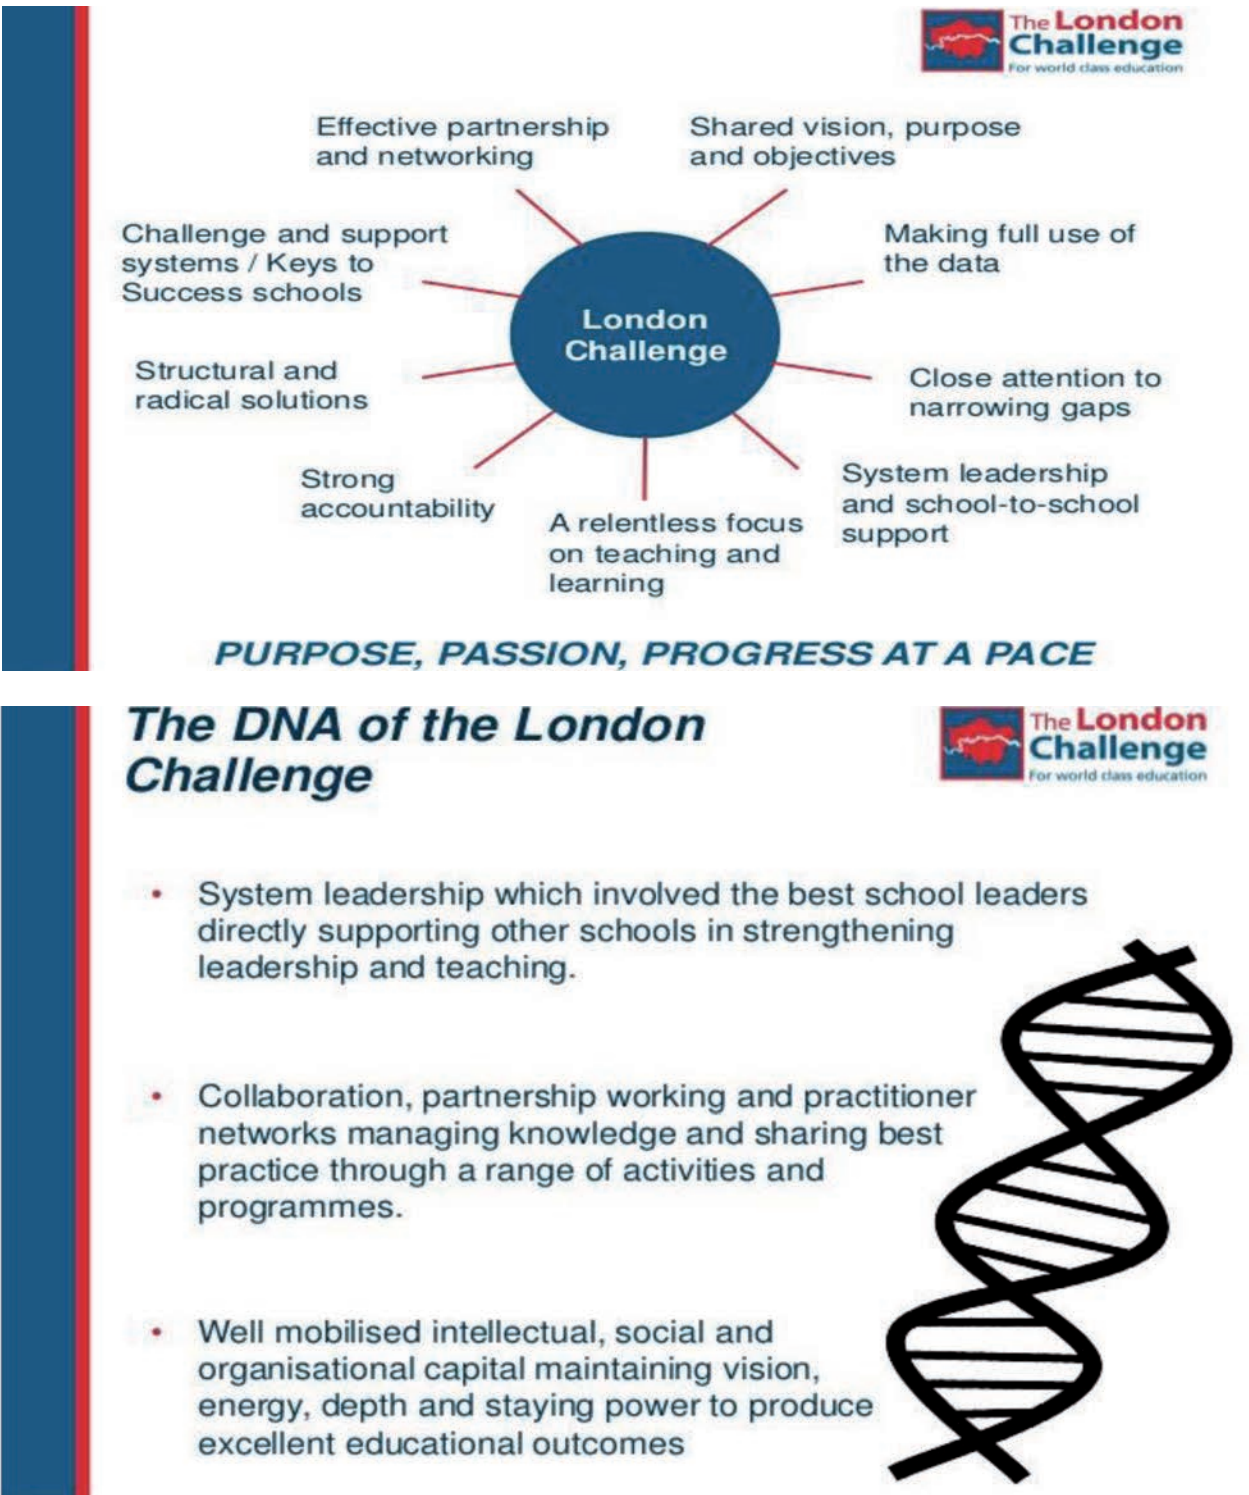 The London
Challenge
For world class education
Effective partnership
and networking
Shared vision, purpose
and objectives
Challenge and support
systems / Keys to
Success schools
Making full use of
the data
London
Challenge
Structural and
radical solutions
Close attention to
narrowing gaps
Strong
accountability
A relentless focus
on teaching and
learning
System leadership
and school-to-school
support
PURPOSE, PASSION, PROGRESS AT A PACE
The DNA of the London
Challenge
The London
Challenge
For world class education
• System leadership which involved the best school leaders
directly supporting other schools in strengthening
leadership and teaching.
• Collaboration, partnership working and practitioner
networks managing knowledge and sharing best
practice through a range of activities and
programmes.
• Well mobilised intellectual, social and
organisational capital maintaining vision,
energy, depth and staying power to produce
excellent educational outcomes